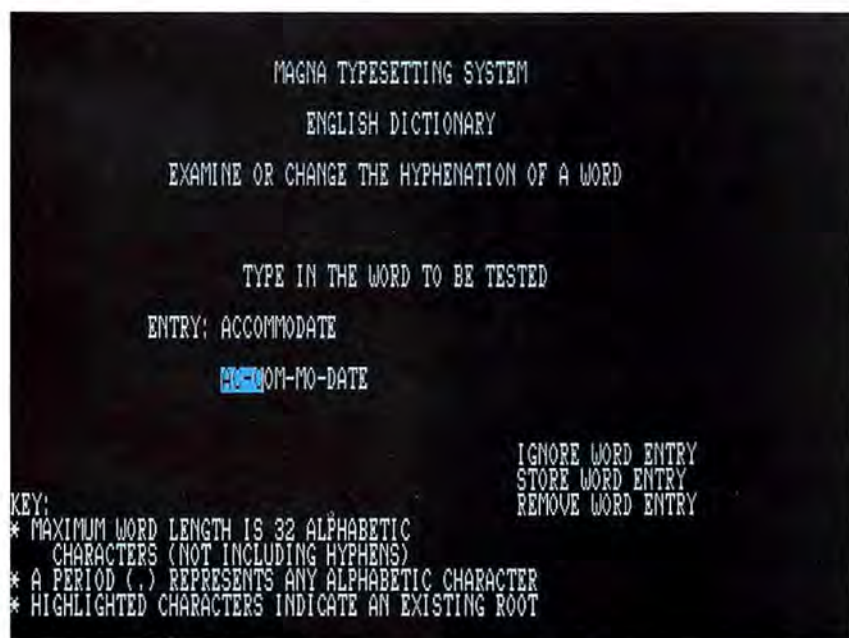 MAGNA TYPESETTING SYSTEM
ENGLISH DICTIONARY
EXAMINE OR CHANGE THE HYPHENATION OF A WORD
TYPE IN THE WORD TO BE TESTED
ENTRY: ACCOMMODATE
AC-COM-MO-DATE
IGNORE WORD ENTRY
STORE WORD ENTRY
REMOVE WORD ENTRY
KEY:
* MAXIMUM WORD LENGTH IS 32 ALPHABETIC
CHARACTERS (NOT INCLUDING HYPHENS)
* A PERIOD (.) REPRESENTS ANY ALPHABETIC CHARACTER
* HIGHLIGHTED CHARACTERS INDICATE AN EXISTING ROOT